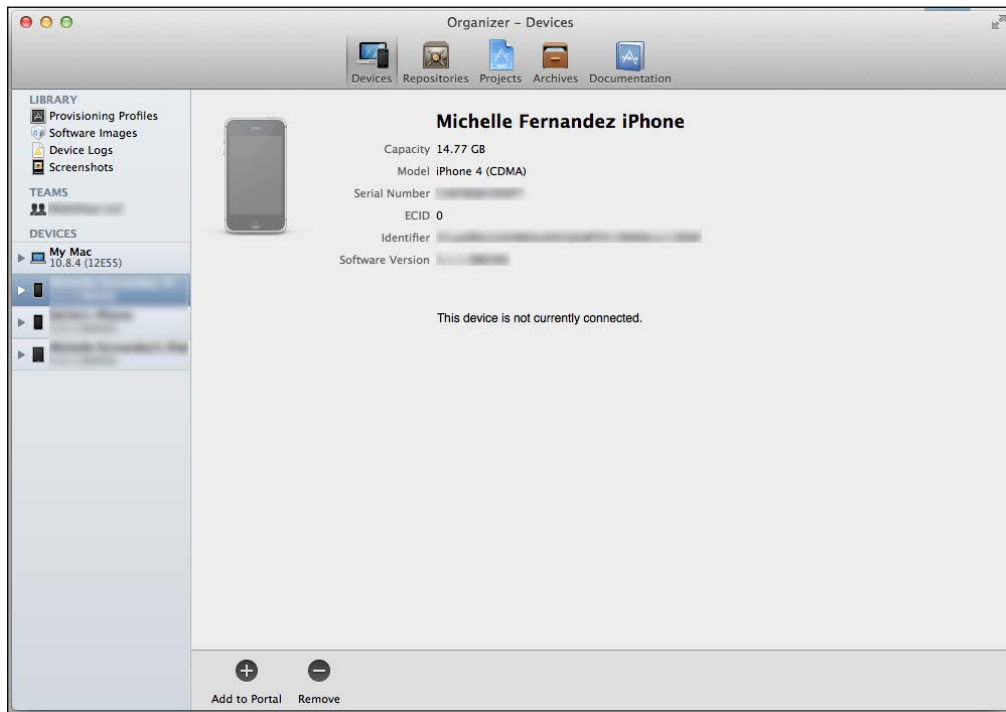 Organizer – Devices
Devices Repositories Projects Archives Documentation
LIBRARY
Provisioning Profiles
Software Images
Device Logs
Screenshots
TEAMS
DEVICES
My Mac
10.8.4 (12E55)
Michelle Fernandez iPhone
Capacity 14.77 GB
Model iPhone 4 (CDMA)
Serial Number
ECID 0
Identifier
Software Version
This device is not currently connected.
Add to Portal Remove